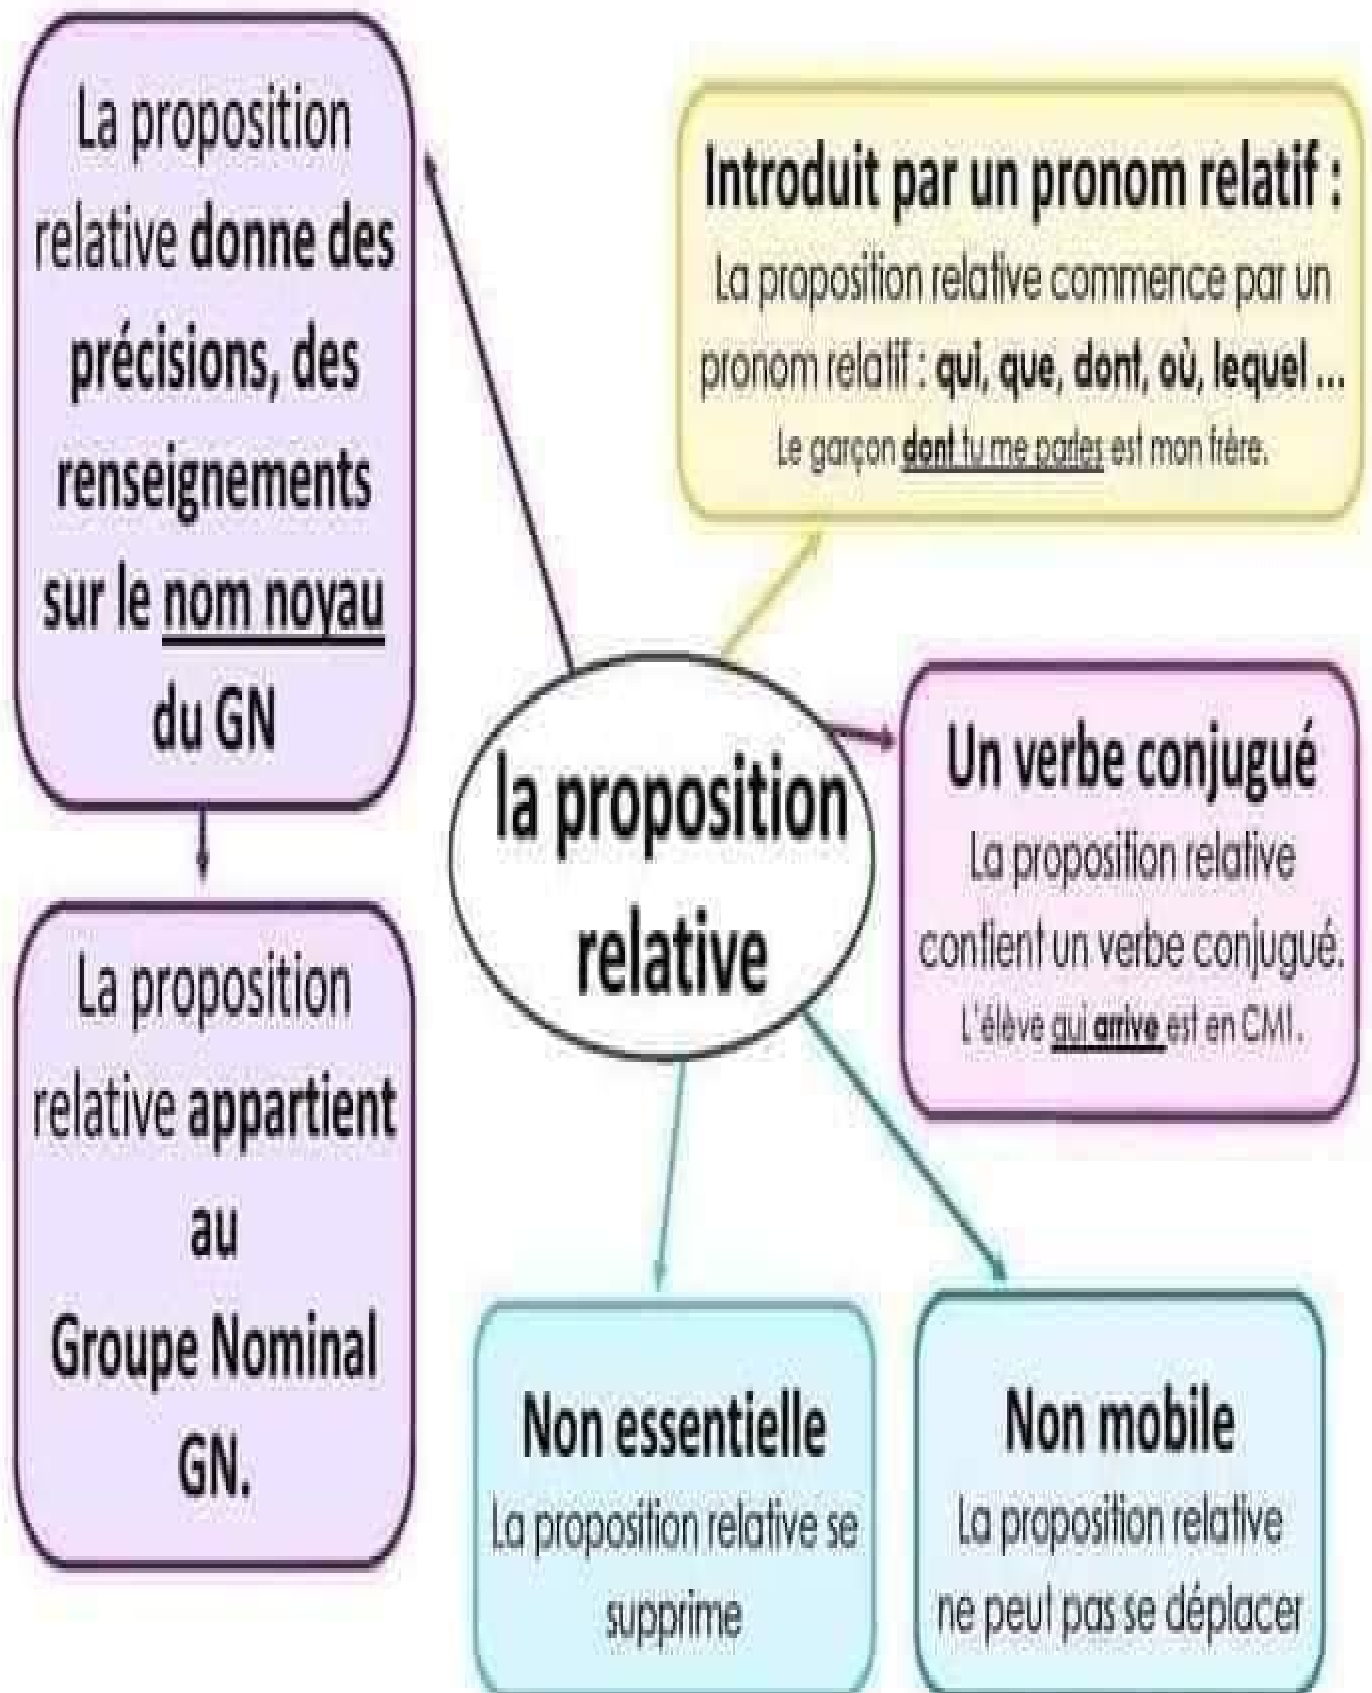 La proposition
relative donne des
précisions, des
renseignements
sur le nom noyau
du GN
Introduit par un pronom relatif :
La proposition relative commence par un
pronom relatif : qui, que, dont, où, lequel ...
Le garçon dont tu me parles est mon frère.
la proposition
relative
Un verbe conjugué
La proposition relative
contient un verbe conjugué.
L'élève qui arrive est en CM1.
La proposition
relative appartient
au
Groupe Nominal
GN.
Non essentielle
La proposition relative se
supprime
Non mobile
La proposition relative
ne peut pas se déplacer